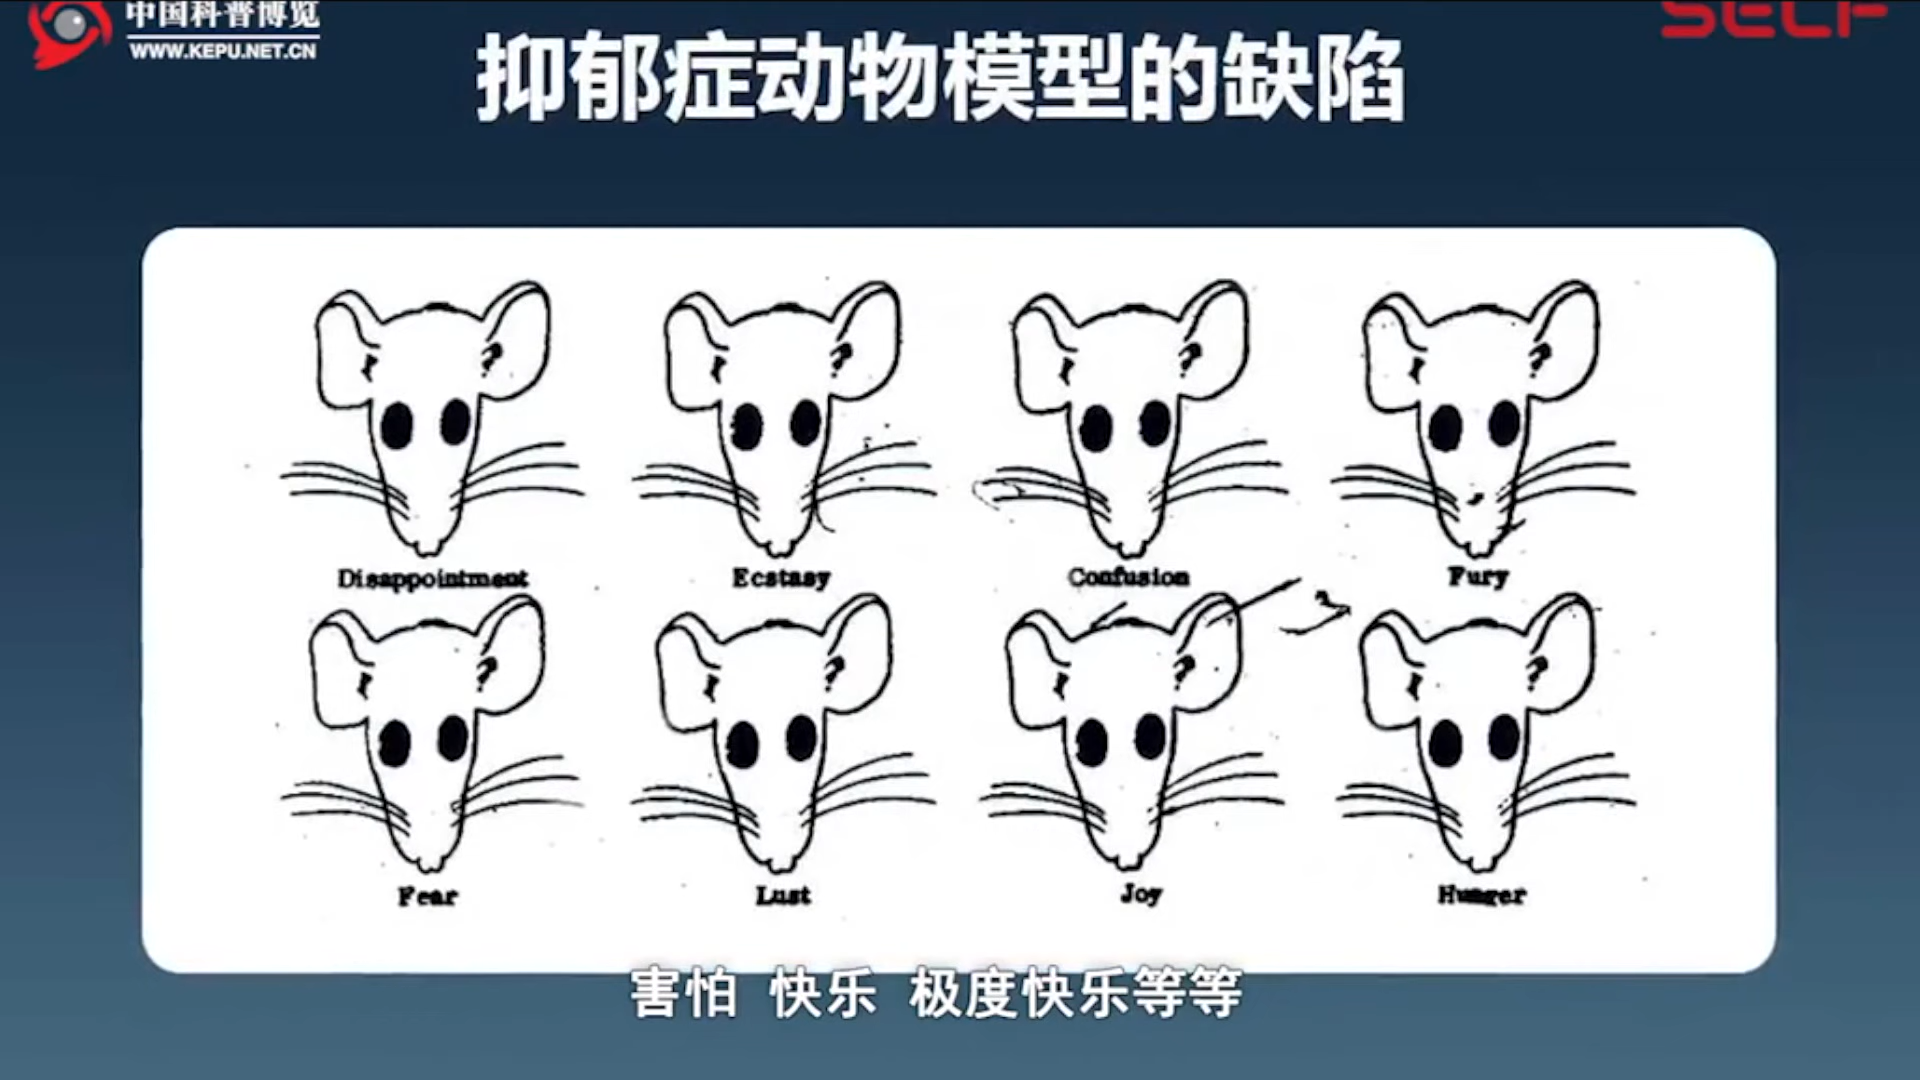 中国科普博览
WWW.KEPU.NET.CN
SELF
抑郁症动物模型的缺陷
Disappointment
Ecstasy
Confusion
Fury
Fear
Lust
Joy
Hunger
害怕 快乐 极度快乐等等